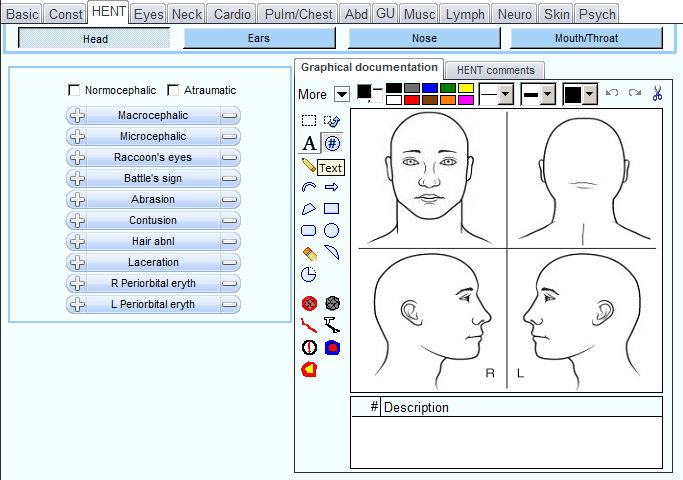 Basic Const HENT Eyes Neck Cardio Pulm/Chest Abd GU Musc Lymph Neuro Skin Psych
Head Ears Nose Mouth/Throat
Normocephalic Atraumatic
Macrocephalic
Microcephalic
Raccoon's eyes
Battle's sign
Abrasion
Contusion
Hair abnl
Laceration
R Periorbital eryth
L Periorbital eryth
Graphical documentation HENT comments
More
A #
Text
R L
# Description